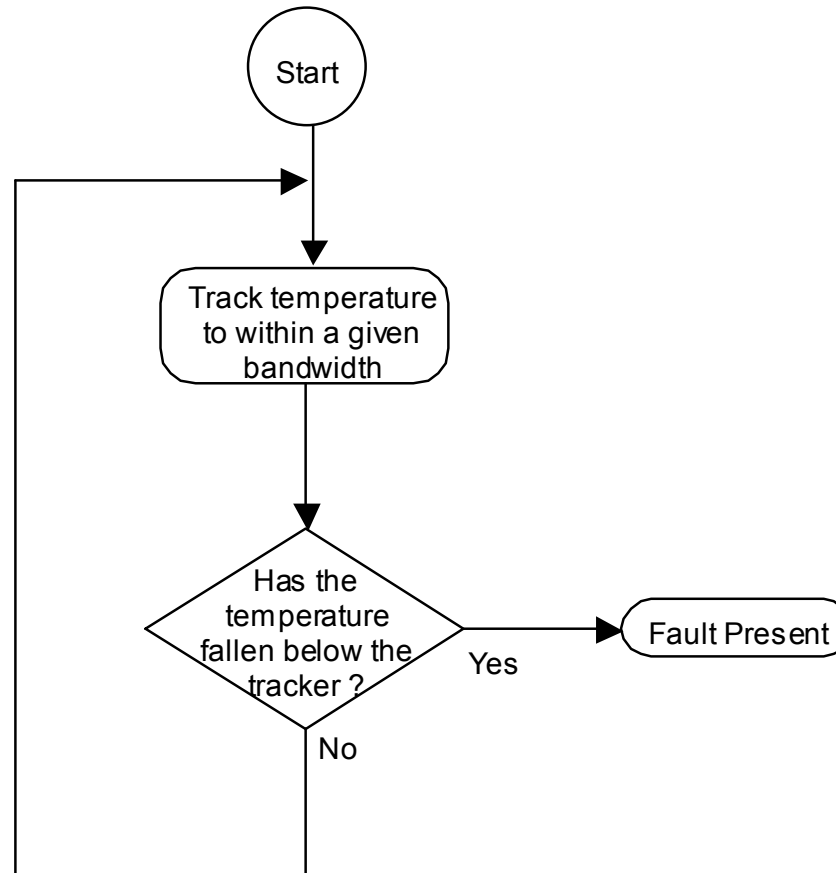 Start
Track temperature
to within a given
bandwidth
Has the
temperature
fallen below the
tracker ?
Yes
Fault Present
No